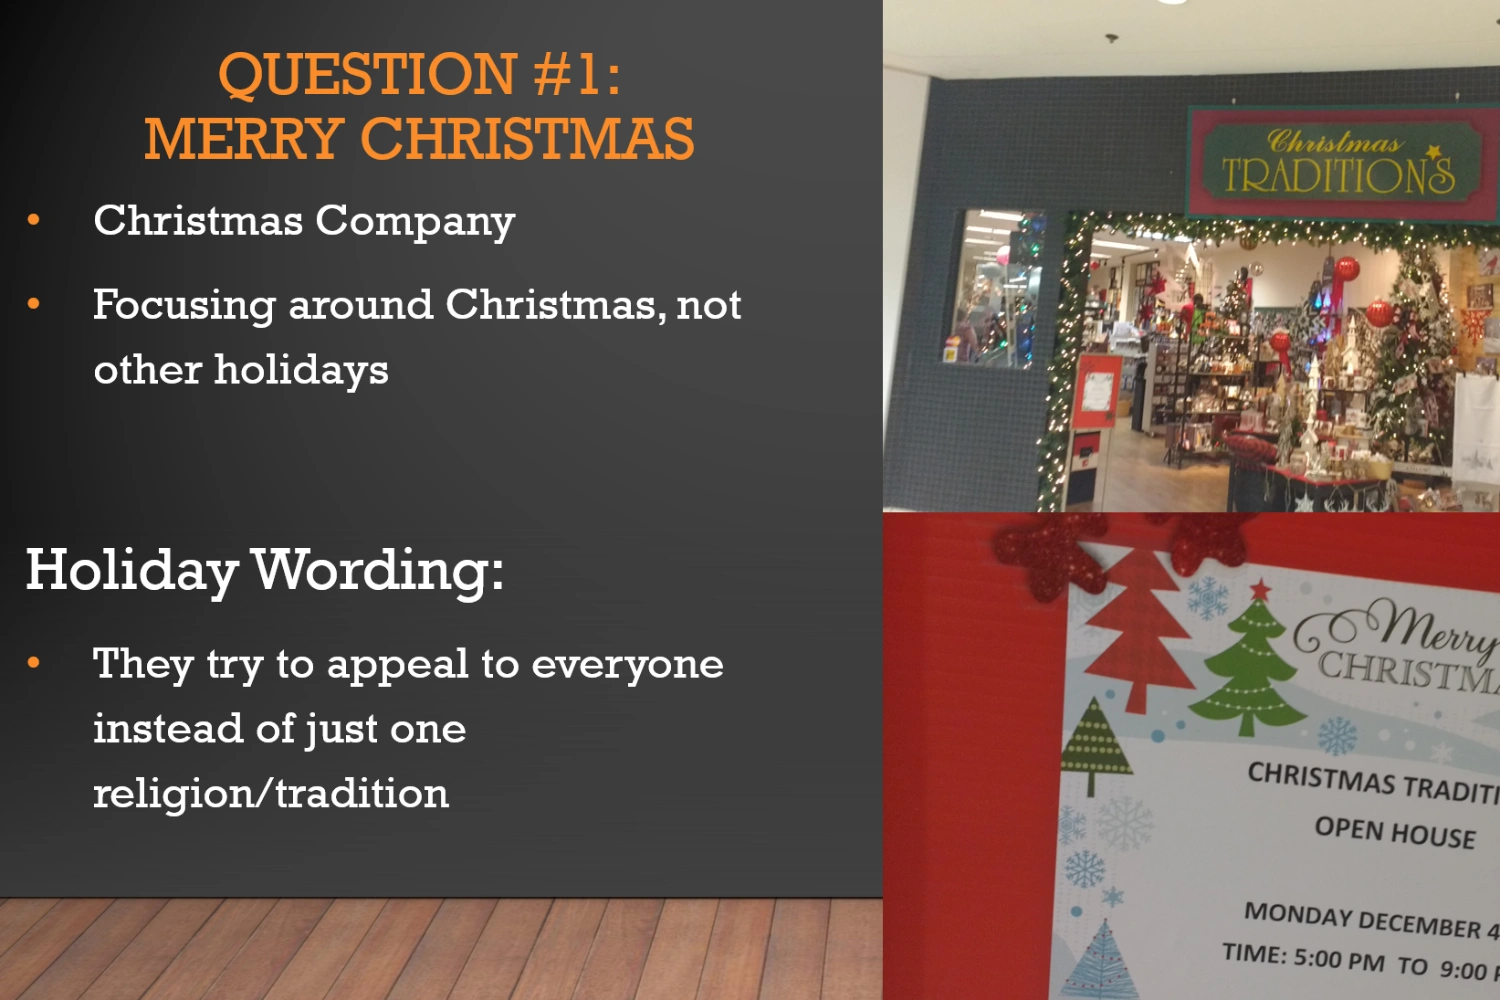 QUESTION #1:
MERRY CHRISTMAS
• Christmas Company
• Focusing around Christmas, not
other holidays
Holiday Wording:
• They try to appeal to everyone
instead of just one
religion/tradition
Christmas
TRADITIONS
Merry
CHRISTMA
CHRISTMAS TRADITI
OPEN HOUSE
MONDAY DECEMBER 4
TIME: 5:00 PM TO 9:00 P